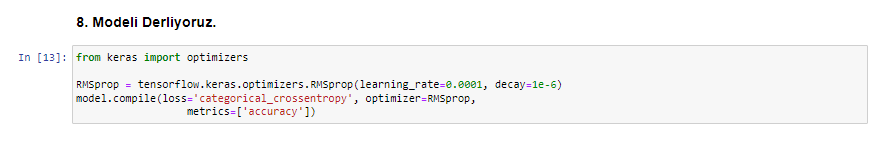 8. Modeli Derliyoruz.
In [13]: from keras import optimizers
RMSprop = tensorflow.keras.optimizers.RMSprop(learning_rate=0.0001, decay=1e-6)
model.compile(loss='categorical_crossentropy', optimizer=RMSprop,
metrics=['accuracy'])